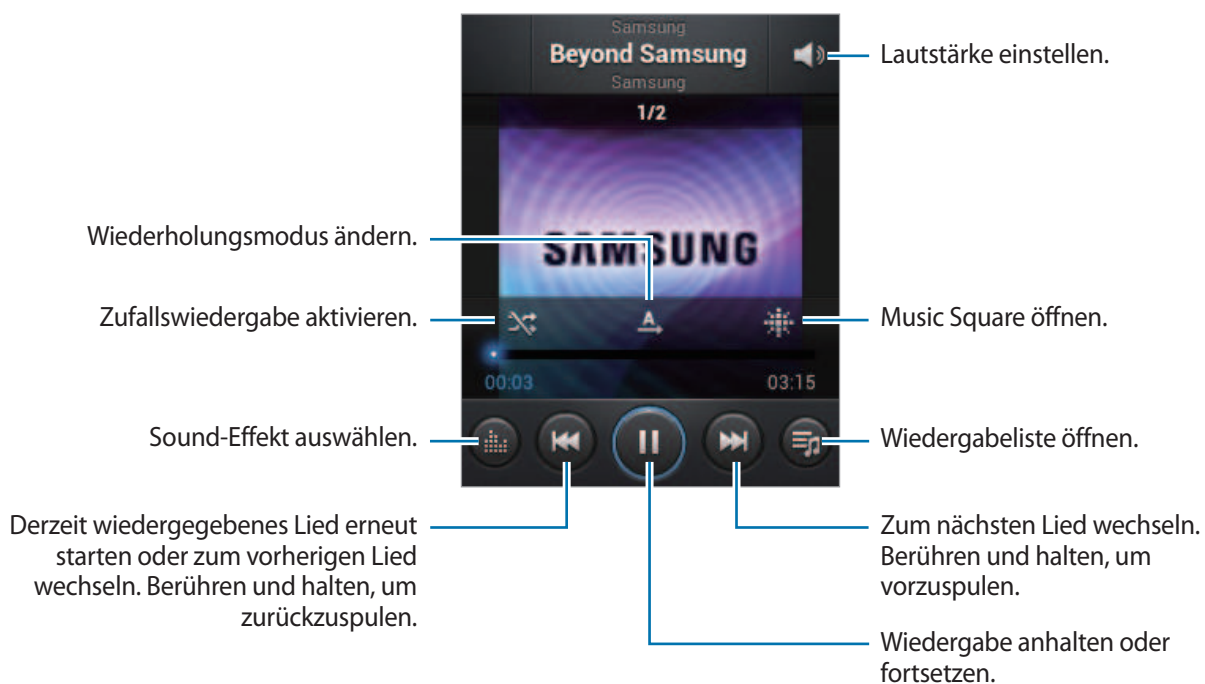 Samsung
Beyond Samsung
Samsung
Lautstärke einstellen.
1/2
SAMSUNG
Wiederholungsmodus ändern.
A
Zufallswiedergabe aktivieren.
Music Square öffnen.
00:03
03:15
Sound-Effekt auswählen.
Wiedergabeliste öffnen.
Derzeit wiedergegebenes Lied erneut
starten oder zum vorherigen Lied
wechseln. Berühren und halten, um
zurückzuspulen.
Zum nächsten Lied wechseln.
Berühren und halten, um
vorzuspulen.
Wiedergabe anhalten oder
fortsetzen.